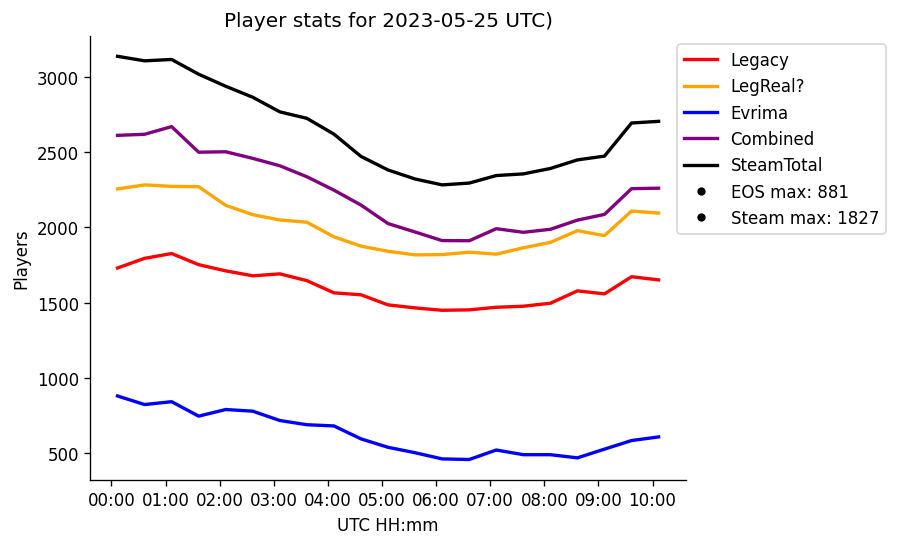 Player stats for 2023-05-25 UTC)
Players
3000
2500
2000
1500
1000
500
00:00 01:00 02:00 03:00 04:00 05:00 06:00 07:00 08:00 09:00 10:00
UTC HH:mm
Legacy
LegReal?
Evrima
Combined
SteamTotal
EOS max: 881
Steam max: 1827